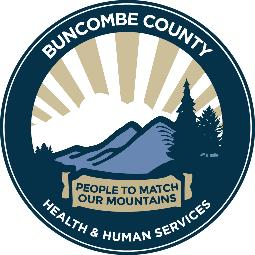 BUNCOMBE COUNTY
PEOPLE TO MATCH
OUR MOUNTAINS
HEALTH & HUMAN SERVICES